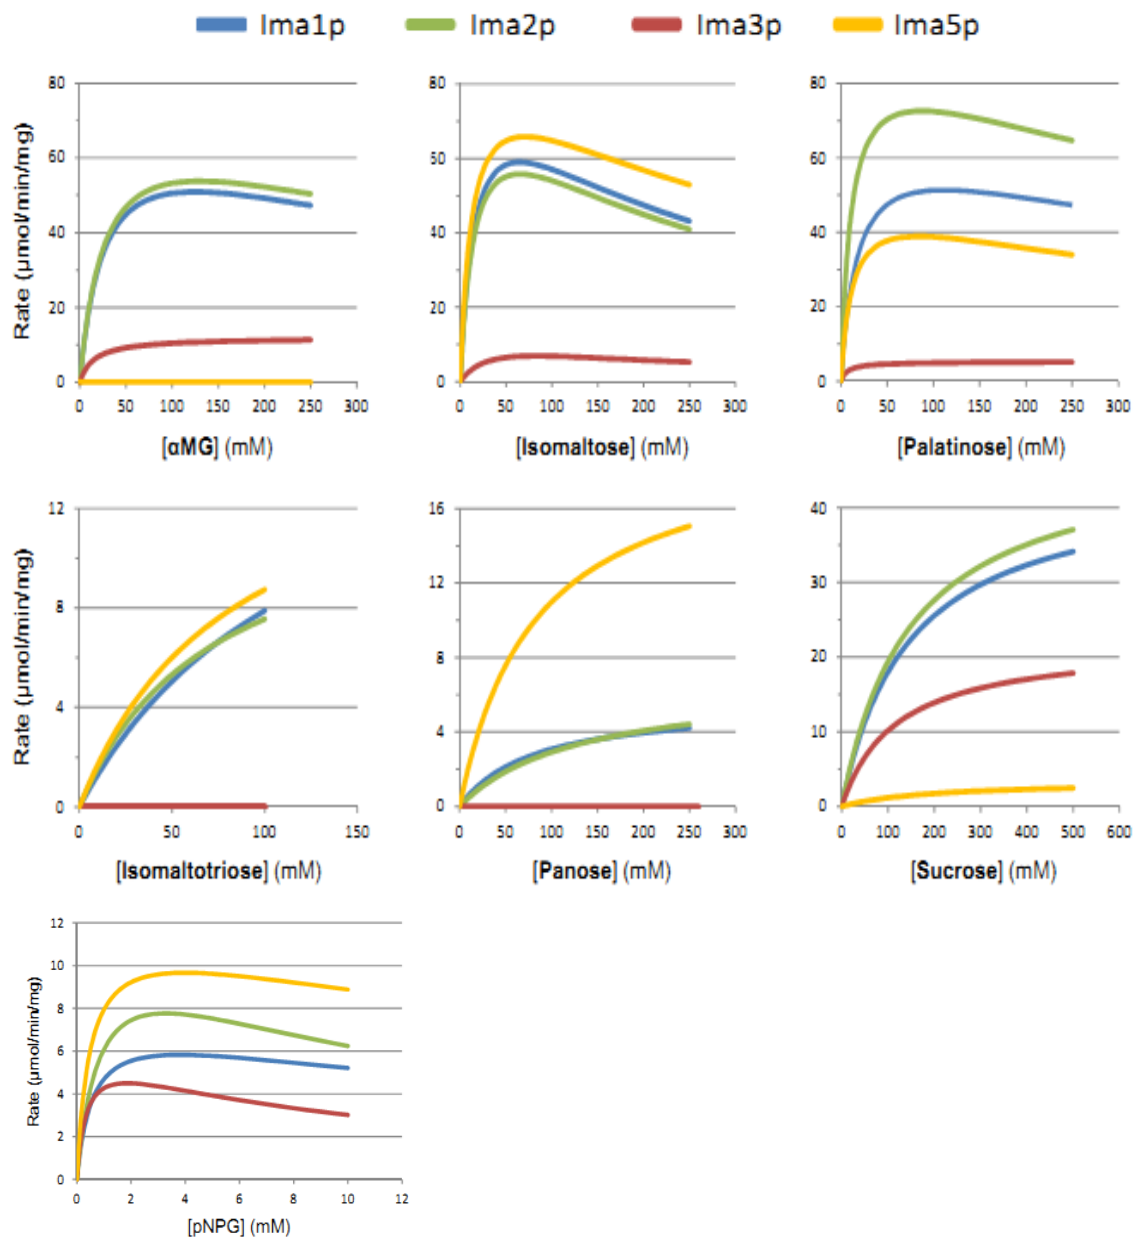 Ima1p Ima2p Ima3p Ima5p
Rate (µmol/min/mg)
80
60
40
20
0
0 50 100 150 200 250 300
[αMG] (mM)
80
60
40
20
0
0 50 100 150 200 250 300
[Isomaltose] (mM)
80
60
40
20
0
0 50 100 150 200 250 300
[Palatinose] (mM)
Rate (µmol/min/mg)
12
8
4
0
0 50 100 150
[Isomaltotriose] (mM)
16
12
8
4
0
0 50 100 150 200 250 300
[Panose] (mM)
40
30
20
10
0
0 100 200 300 400 500 600
[Sucrose] (mM)
Rate (µmol/min/mg)
12
10
8
6
4
2
0
0 2 4 6 8 10 12
[pNPG] (mM)